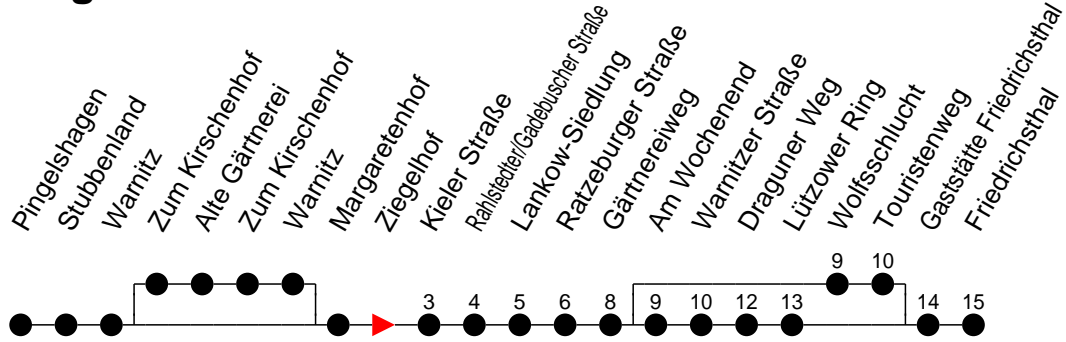 Pingelshagen
Stubbenland
Warnitz
Zum Kirschenhof
Alte Gärtnerei
Zum Kirschenhof
Warnitz
Margaretenhof
Ziegelhof
Kieler Straße
Rahlstedter/Gadebuscher Straße
Lankow-Siedlung
Ratzeburger Straße
Gärtnereiweg
Am Wochenend
Warnitzer Straße
Draguner Weg
Lützower Ring
Wolfsschlucht
Touristenweg
Gaststätte Friedrichsthal
Friedrichsthal
9 10
3 4 5 6 8 9 10 12 13 14 15